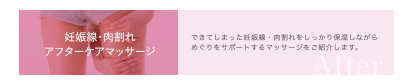 妊娠線・肉割れ
アフターケアマッサージ
できてしまった妊娠線・肉割れをしっかり保湿しながら
めぐりをサポートするマッサージをご紹介します。
After